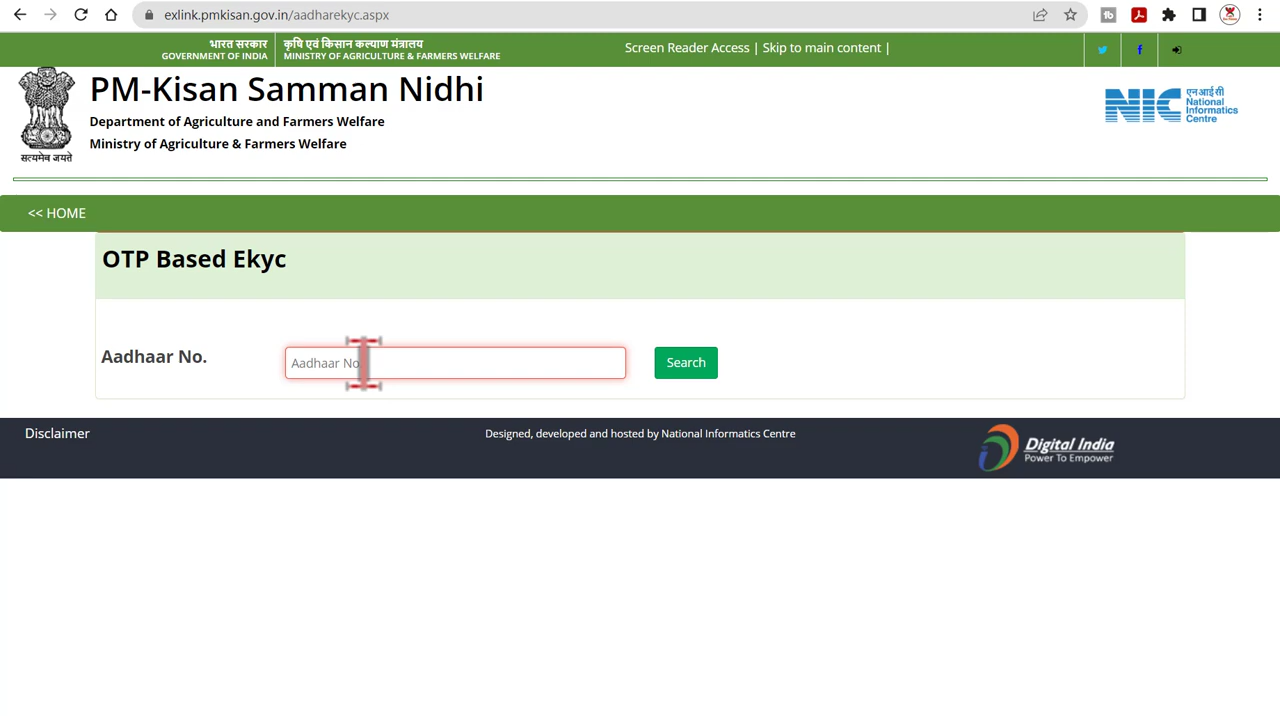 exlink.pmkisan.gov.in/aadharekyc.aspx
भारत सरकार
GOVERNMENT OF INDIA
कृषि एवं किसान कल्याण मंत्रालय
MINISTRY OF AGRICULTURE & FARMERS WELFARE
Screen Reader Access | Skip to main content |
PM-Kisan Samman Nidhi
Department of Agriculture and Farmers Welfare
Ministry of Agriculture & Farmers Welfare
सत्यमेव जयते
NIC
एन आई सी
National
Informatics
Centre
<< HOME
OTP Based Ekyc
Aadhaar No.
Aadhaar No
Search
Disclaimer
Designed, developed and hosted by National Informatics Centre
Digital India
Power To Empower